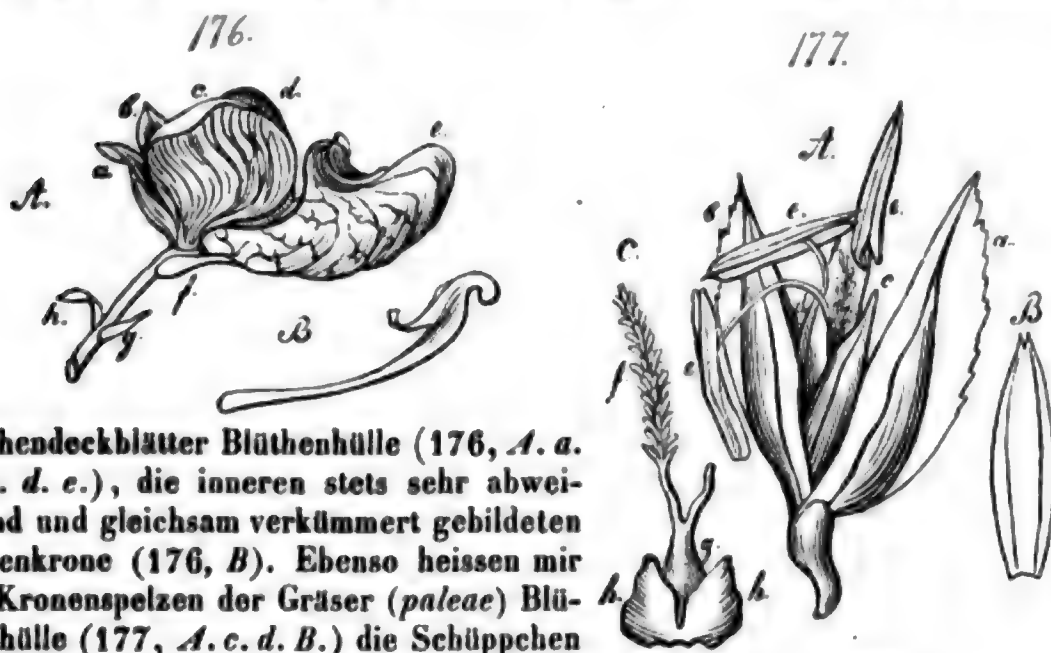 176.
177.
A.
a.
b.
c.
d.
e.
f.
g.
h.
B
A.
a.
e.
e.
c
e
B
C.
f
g.
h.
h.
hendeckblätter Blüthenhülle (176, A. a.
. d. e.), die inneren stets sehr abwei-
nd und gleichsam verkümmert gebildeten
enkrone (176, B). Ebenso heissen mir
Kronenspelzen der Gräser (paleae) Blü-
hülle (177, A. c. d. B.) die Schüppchen